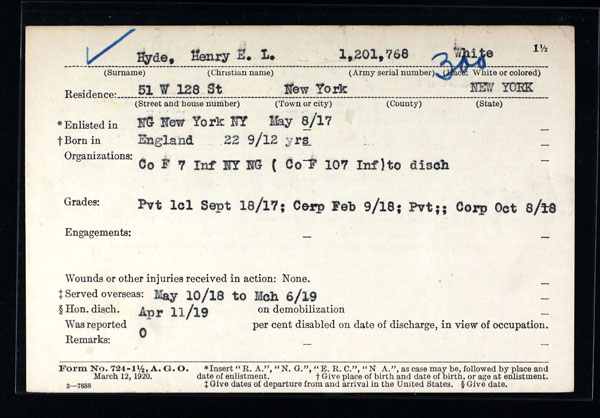 Hyde, Henry E. L. 1,201,768 White 1½
300
(Surname) (Christian name) (Army serial number) (Race: White or colored)
Residence: 51 W 128 St New York NEW YORK
(Street and house number) (Town or city) (County) (State)
*Enlisted in NG New York NY May 8/17 –
†Born in England 22 9/12 yrs –
Organizations: Co F 7 Inf NY NG ( Co F 107 Inf)to disch –
Grades: Pvt 1cl Sept 18/17; Corp Feb 9/18; Pvt;; Corp Oct 8/18
Engagements: – –
Wounds or other injuries received in action: None.
‡Served overseas: May 10/18 to Mch 6/19 –
§Hon. disch. Apr 11/19 on demobilization –
Was reported 0 per cent disabled on date of discharge, in view of occupation.
Remarks: – –
Form No. 724-1½, A. G. O. *Insert "R. A.", "N. G.", "E. R. C.", "N A.", as case may be, followed by place and
March 12, 1920. date of enlistment. †Give place of birth and date of birth, or age at enlistment.
3—7688 ‡Give dates of departure from and arrival in the United States. §Give date.